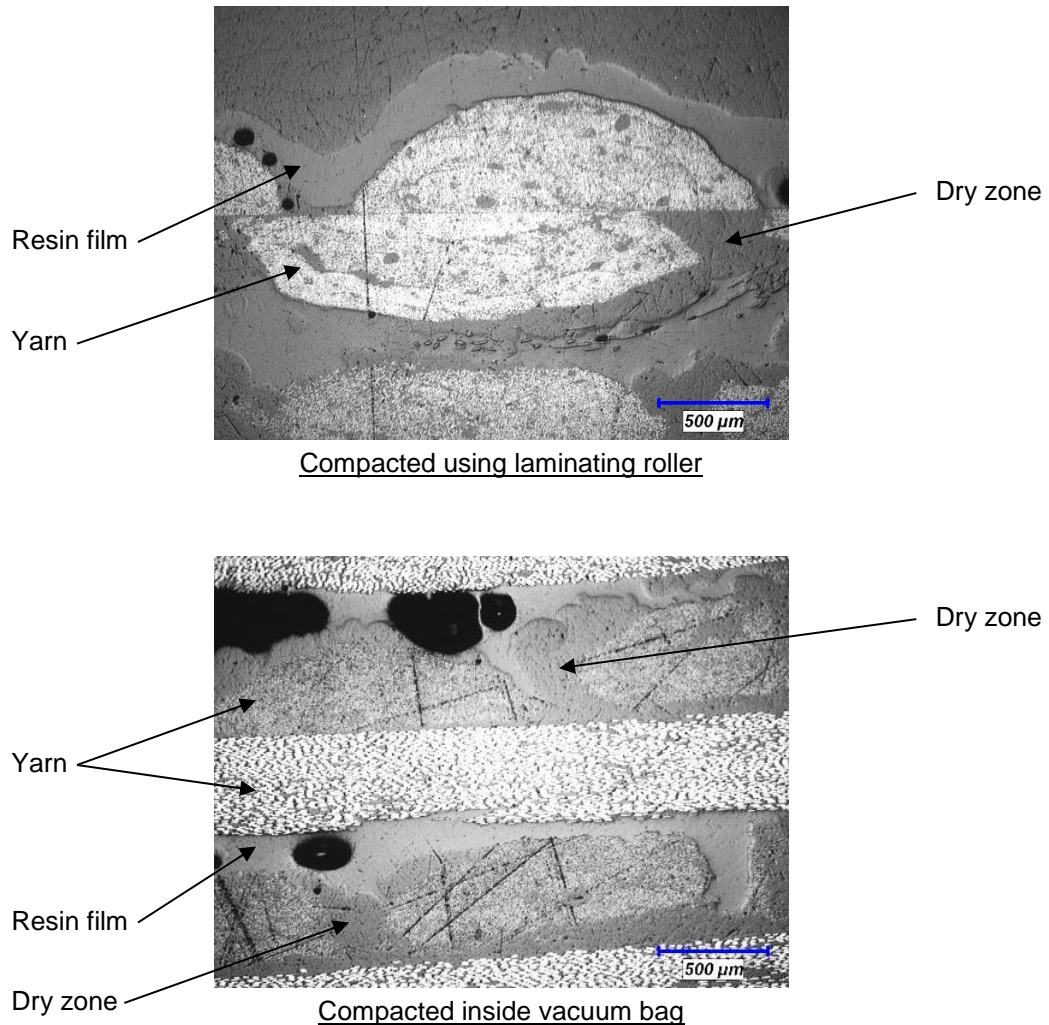 Dry zone
Resin film
Yarn
500 µm
Compacted using laminating roller
Dry zone
Yarn
Resin film
500 µm
Dry zone
Compacted inside vacuum bag